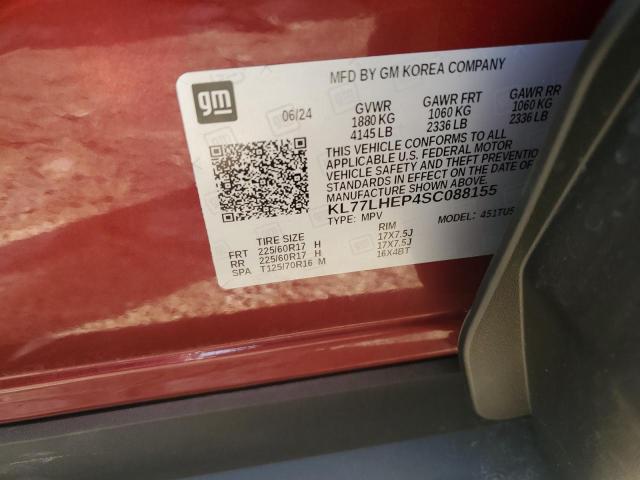 MFD BY GM KOREA COMPANY
gm
06/24 GVWR GAWR FRT GAWR RR
1880 KG 1060 KG 1060 KG
4145 LB 2336 LB 2336 LB
THIS VEHICLE CONFORMS TO ALL
APPLICABLE U.S. FEDERAL MOTOR
VEHICLE SAFETY AND THEFT PREVENTIO
STANDARDS IN EFFECT ON THE DATE OF
MANUFACTURE SHOWN ABOVE.
KL77LHEP4SC088155
TYPE: MPV MODEL: 451TU5
TIRE SIZE RIM
FRT 225/60R17 H 17X7.5J
RR 225/60R17 H 17X7.5J
SPA T125/70R16 M 16X4BT